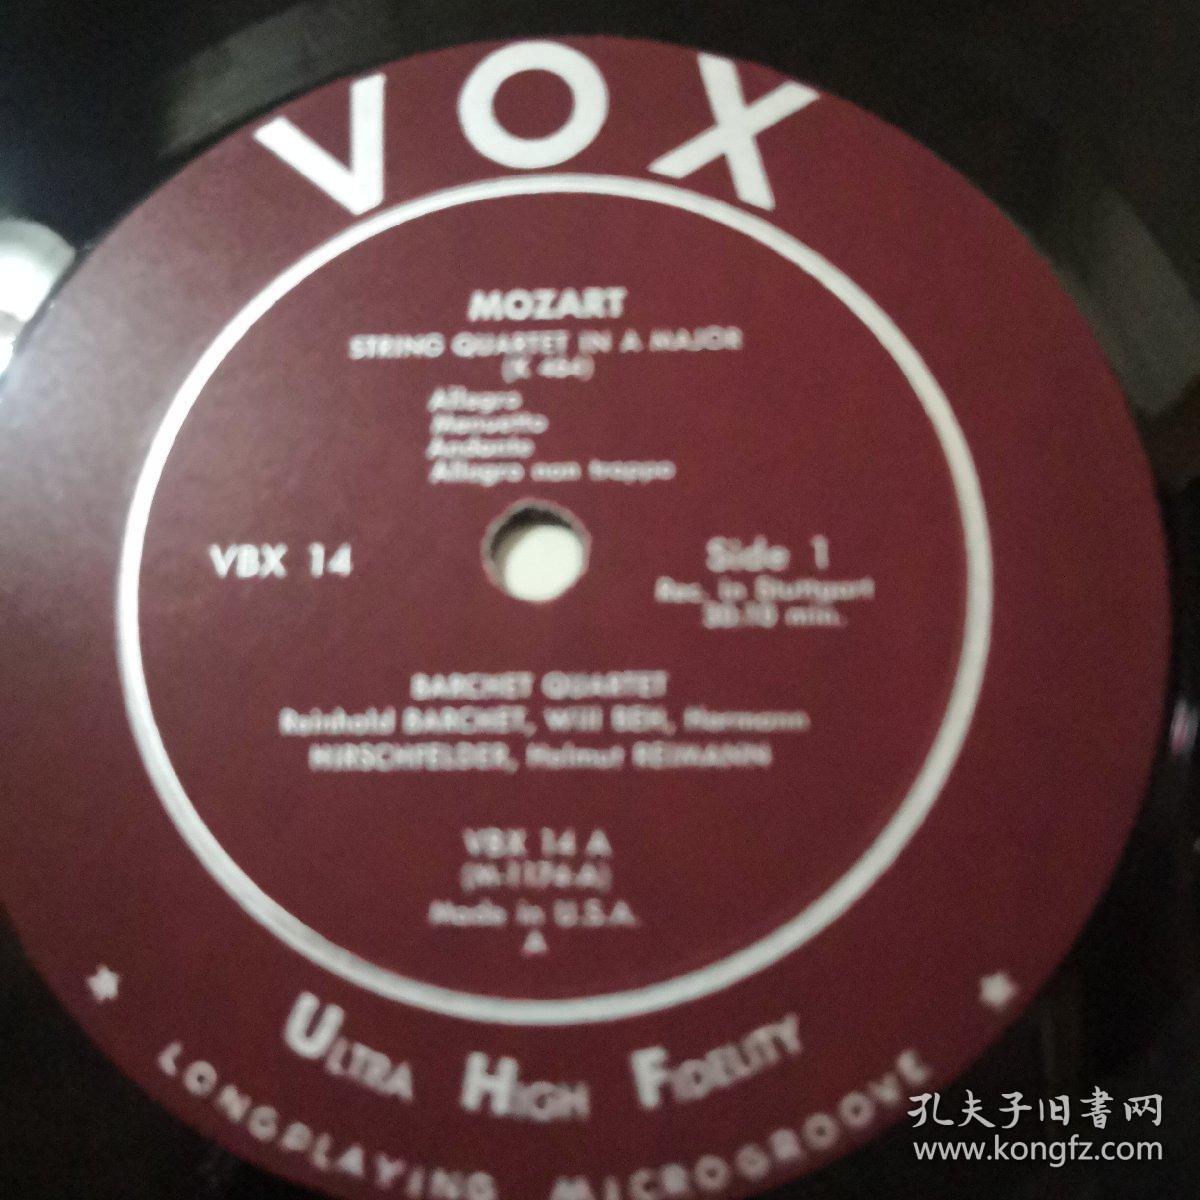 VOX
MOZART
STRING QUARTET IN A MAJOR
(K 464)
Allegro
Menuetto
Andante
Allegro non troppo
VBX 14
Side 1
Rec. in Stuttgart
min.
BARCHET QUARTET
Reinhold BARCHET, Will BEH, Hermann
HIRSCHFELDER, Helmut REIMANN
VBX 14 A
Made in U.S.A.
A
ULTRA HIGH FIDELITY
LONGPLAYING MICROGROOVE
孔夫子旧書网
www.kongfz.com